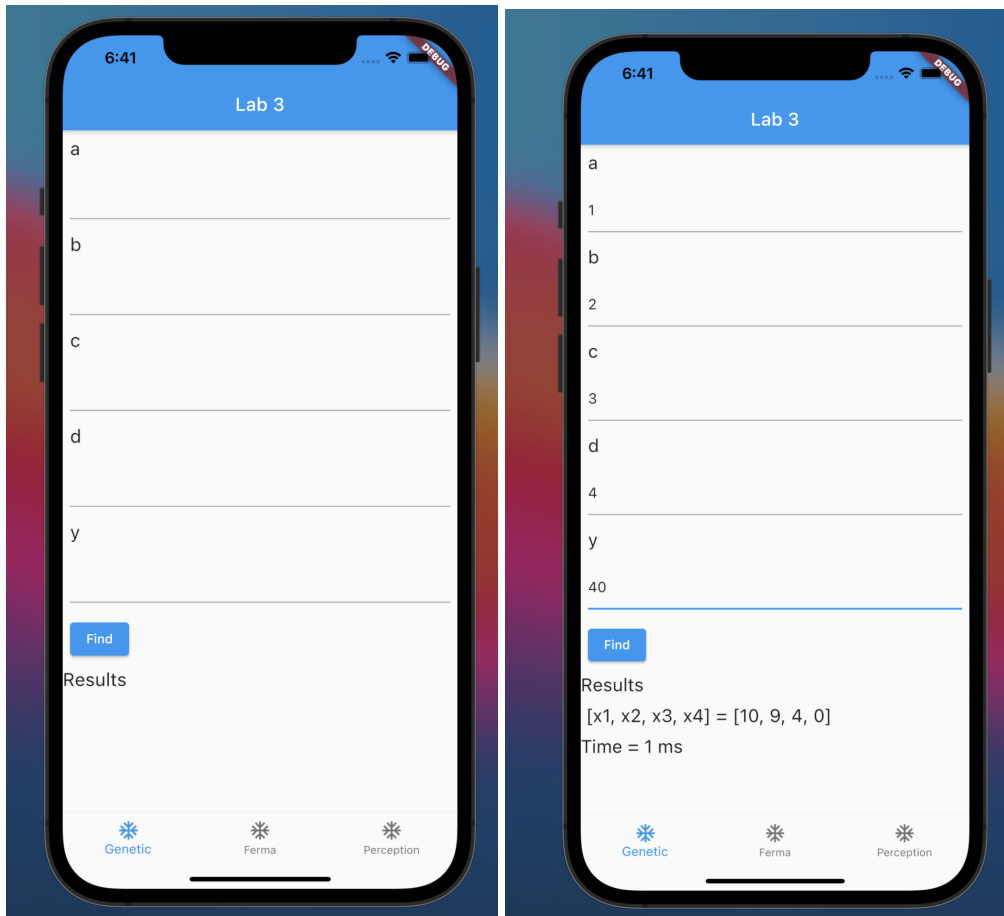 6:41
DEBUG
Lab 3
a
b
c
d
y
Find
Results
Genetic Ferma Perception
6:41
DEBUG
Lab 3
a
1
b
2
c
3
d
4
y
40
Find
Results
[x1, x2, x3, x4] = [10, 9, 4, 0]
Time = 1 ms
Genetic Ferma Perception